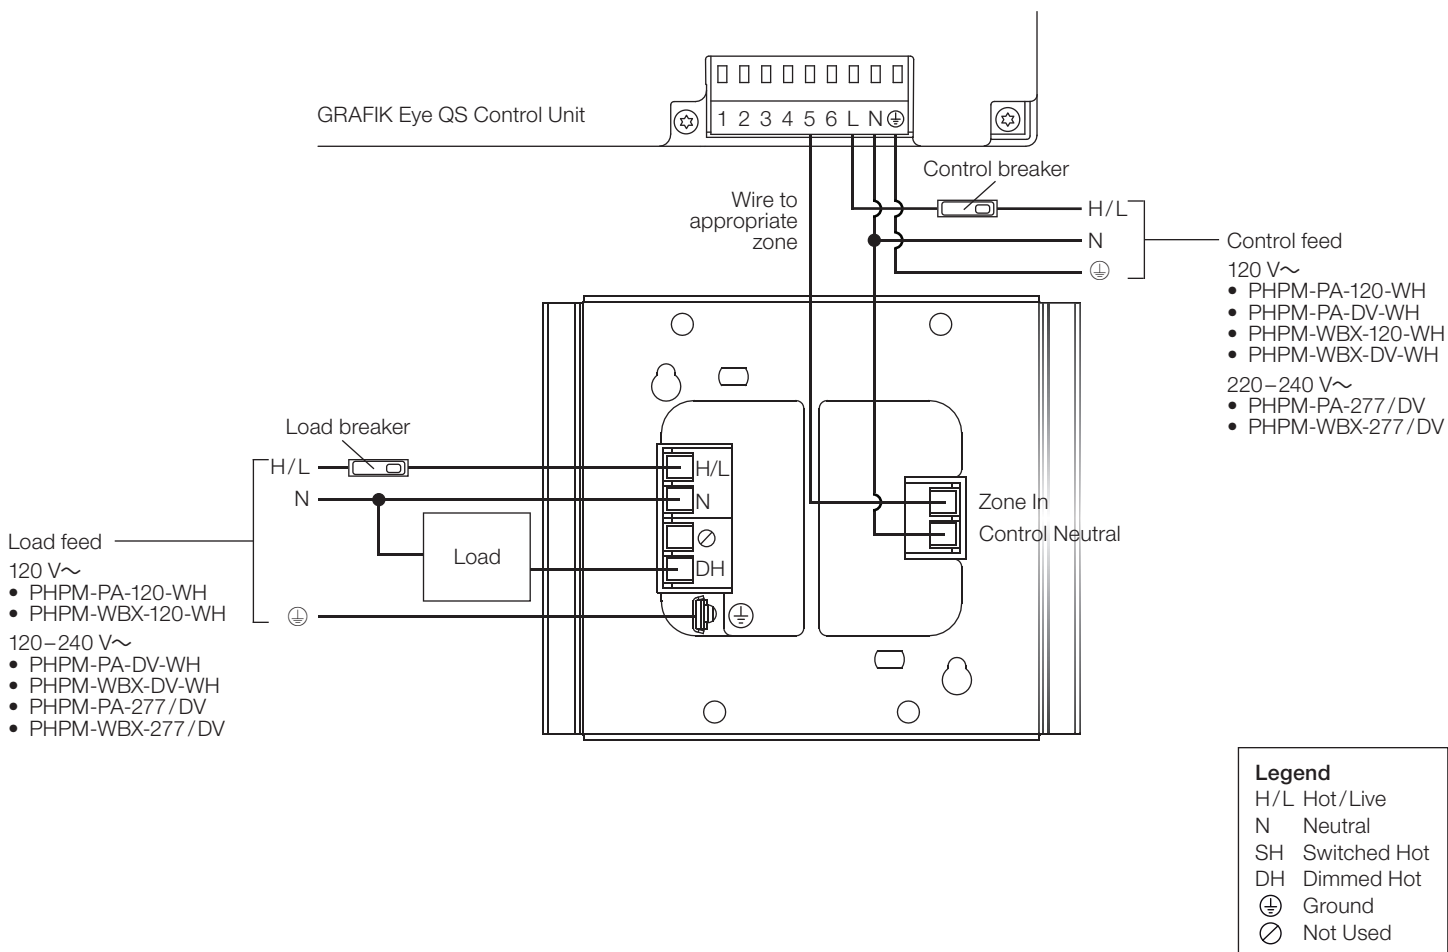 GRAFIK Eye QS Control Unit
1 2 3 4 5 6 L N ⏚
Control breaker
Wire to
appropriate
zone
H/L
N
⏚
Control feed
120 V～
• PHPM-PA-120-WH
• PHPM-PA-DV-WH
• PHPM-WBX-120-WH
• PHPM-WBX-DV-WH
220–240 V～
• PHPM-PA-277/DV
• PHPM-WBX-277/DV
Load breaker
H/L
N
⏚
Load feed
120 V～
• PHPM-PA-120-WH
• PHPM-WBX-120-WH
120–240 V～
• PHPM-PA-DV-WH
• PHPM-WBX-DV-WH
• PHPM-PA-277/DV
• PHPM-WBX-277/DV
Load
H/L
N
⊘
DH
⏚
Zone In
Control Neutral
Legend
H/L Hot/Live
N Neutral
SH Switched Hot
DH Dimmed Hot
⏚ Ground
⊘ Not Used